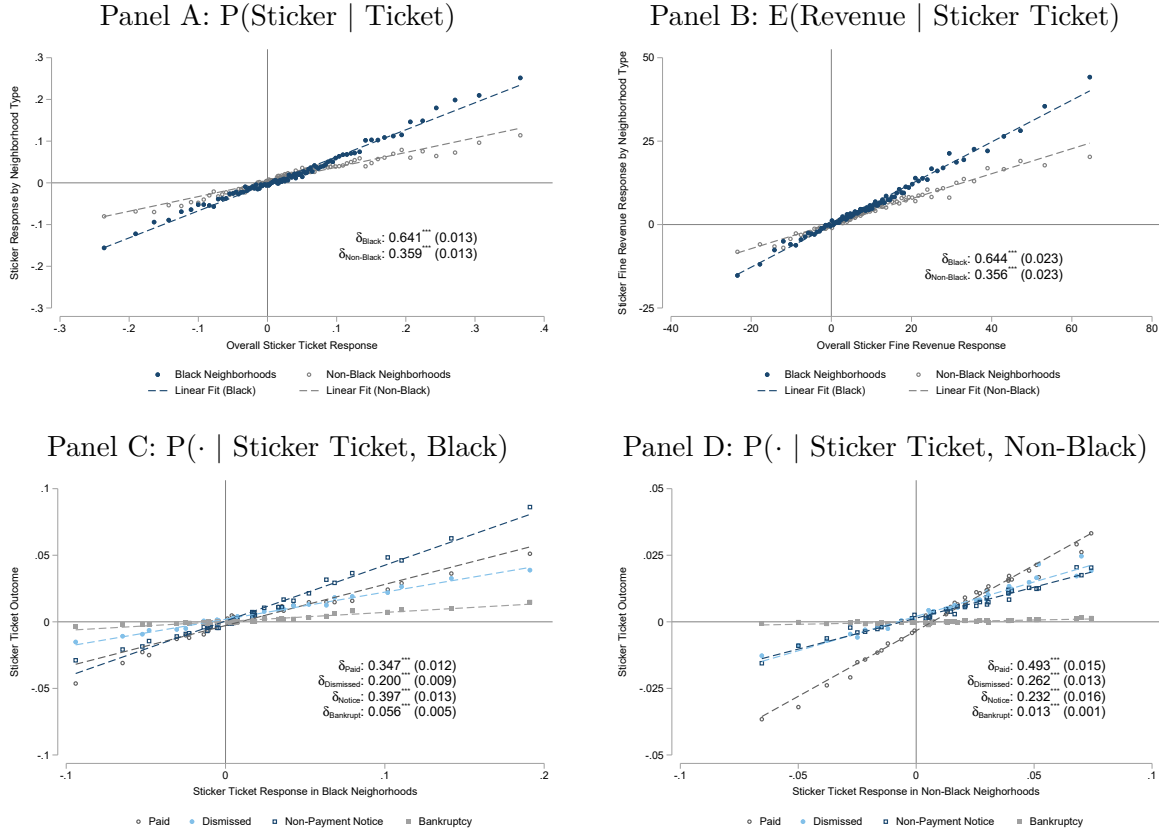 Panel A: P(Sticker | Ticket)
Sticker Response by Neighborhood Type
.3
.2
.1
0
-.1
-.2
-.3
δBlack: 0.641*** (0.013)
δNon-Black: 0.359*** (0.013)
-.3 -.2 -.1 0 .1 .2 .3 .4
Overall Sticker Ticket Response
Black Neighborhoods Non-Black Neighborhoods
Linear Fit (Black) Linear Fit (Non-Black)
Panel B: E(Revenue | Sticker Ticket)
Sticker Fine Revenue Response by Neighborhood Type
50
25
0
-25
δBlack: 0.644*** (0.023)
δNon-Black: 0.356*** (0.023)
-40 -20 0 20 40 60 80
Overall Sticker Fine Revenue Response
Black Neighborhoods Non-Black Neighborhoods
Linear Fit (Black) Linear Fit (Non-Black)
Panel C: P(· | Sticker Ticket, Black)
Sticker Ticket Outcome
.1
.05
0
-.05
-.1
δPaid: 0.347*** (0.012)
δDismissed: 0.200*** (0.009)
δNotice: 0.397*** (0.013)
δBankrupt: 0.056*** (0.005)
-.1 0 .1 .2
Sticker Ticket Response in Black Neighorhoods
Paid Dismissed Non-Payment Notice Bankruptcy
Panel D: P(· | Sticker Ticket, Non-Black)
Sticker Ticket Outcome
.05
.025
0
-.025
-.05
δPaid: 0.493*** (0.015)
δDismissed: 0.262*** (0.013)
δNotice: 0.232*** (0.016)
δBankrupt: 0.013*** (0.001)
-.1 -.05 0 .05 .1
Sticker Ticket Response in Non-Black Neighorhoods
Paid Dismissed Non-Payment Notice Bankruptcy